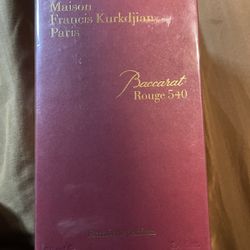 Maison
Francis Kurkdjian
Paris
Baccarat
Rouge 540